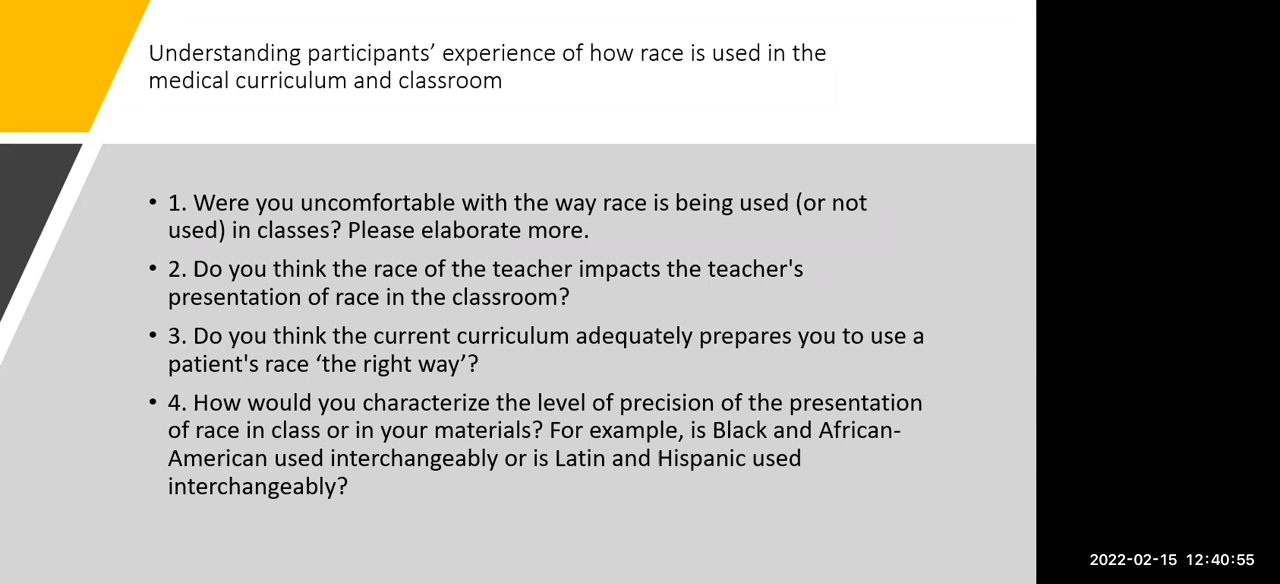 Understanding participants’ experience of how race is used in the
medical curriculum and classroom
• 1. Were you uncomfortable with the way race is being used (or not
used) in classes? Please elaborate more.
• 2. Do you think the race of the teacher impacts the teacher's
presentation of race in the classroom?
• 3. Do you think the current curriculum adequately prepares you to use a
patient's race ‘the right way’?
• 4. How would you characterize the level of precision of the presentation
of race in class or in your materials? For example, is Black and African-
American used interchangeably or is Latin and Hispanic used
interchangeably?
2022-02-15 12:40:55